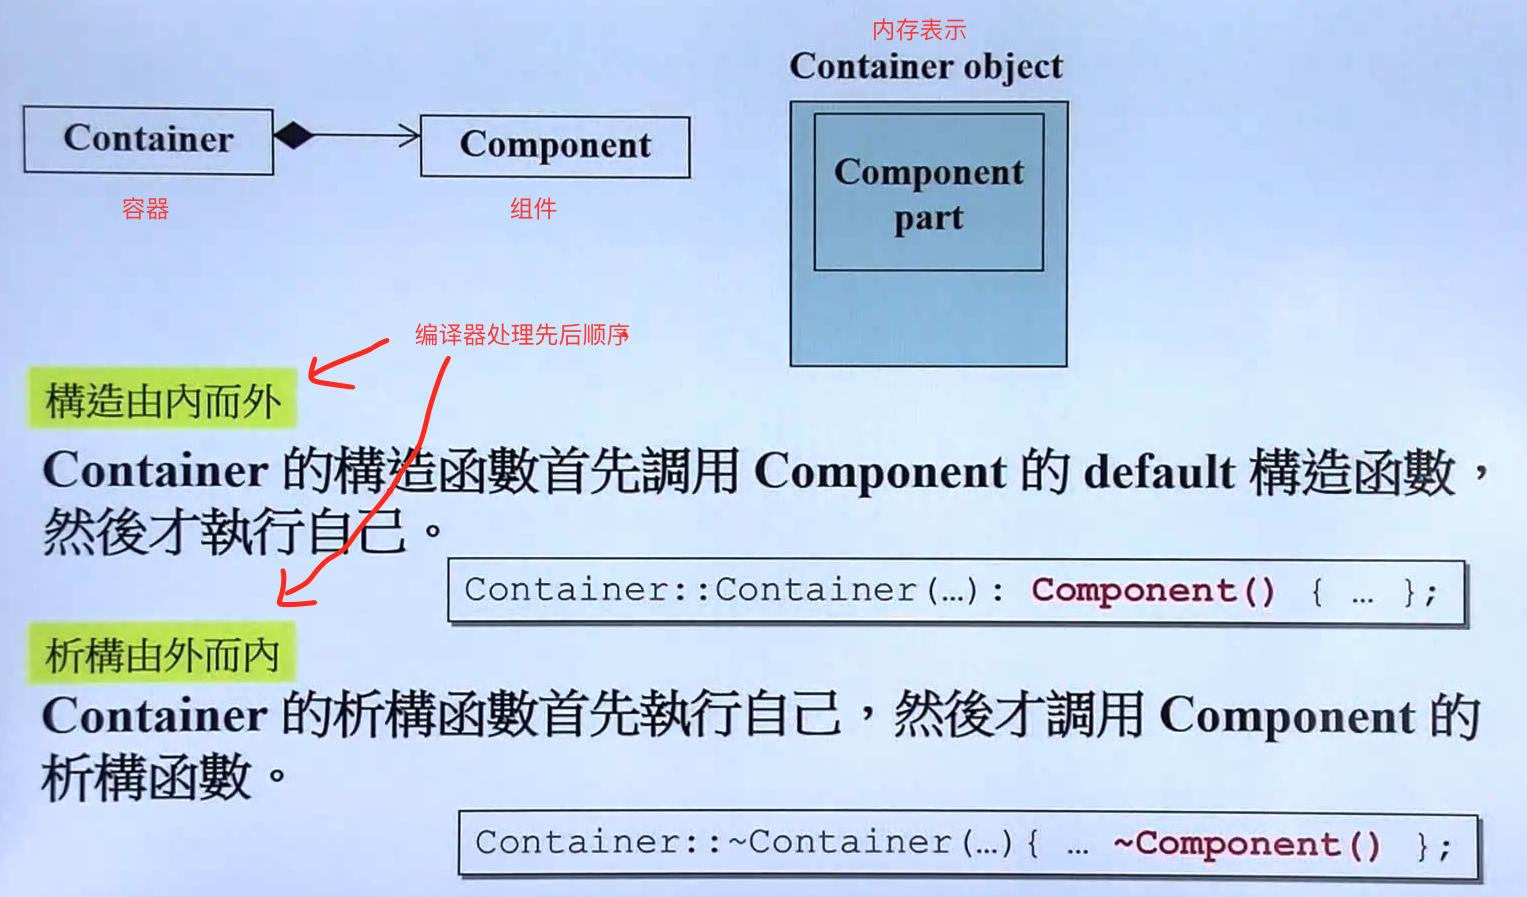 内存表示
Container object
Container
Component
Component
part
容器
组件
编译器处理先后顺序
構造由內而外
Container 的構造函數首先調用 Component 的 default 構造函數，
然後才執行自己。
Container::Container(…): Component() { … };
析構由外而內
Container 的析構函數首先執行自己，然後才調用 Component 的
析構函數。
Container::~Container(…){ … ~Component() };